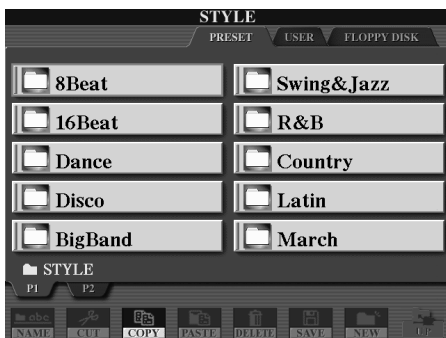 STYLE
PRESET USER FLOPPY DISK
8Beat Swing&Jazz
16Beat R&B
Dance Country
Disco Latin
BigBand March
STYLE
P1 P2
abc
NAME CUT COPY PASTE DELETE SAVE NEW UP